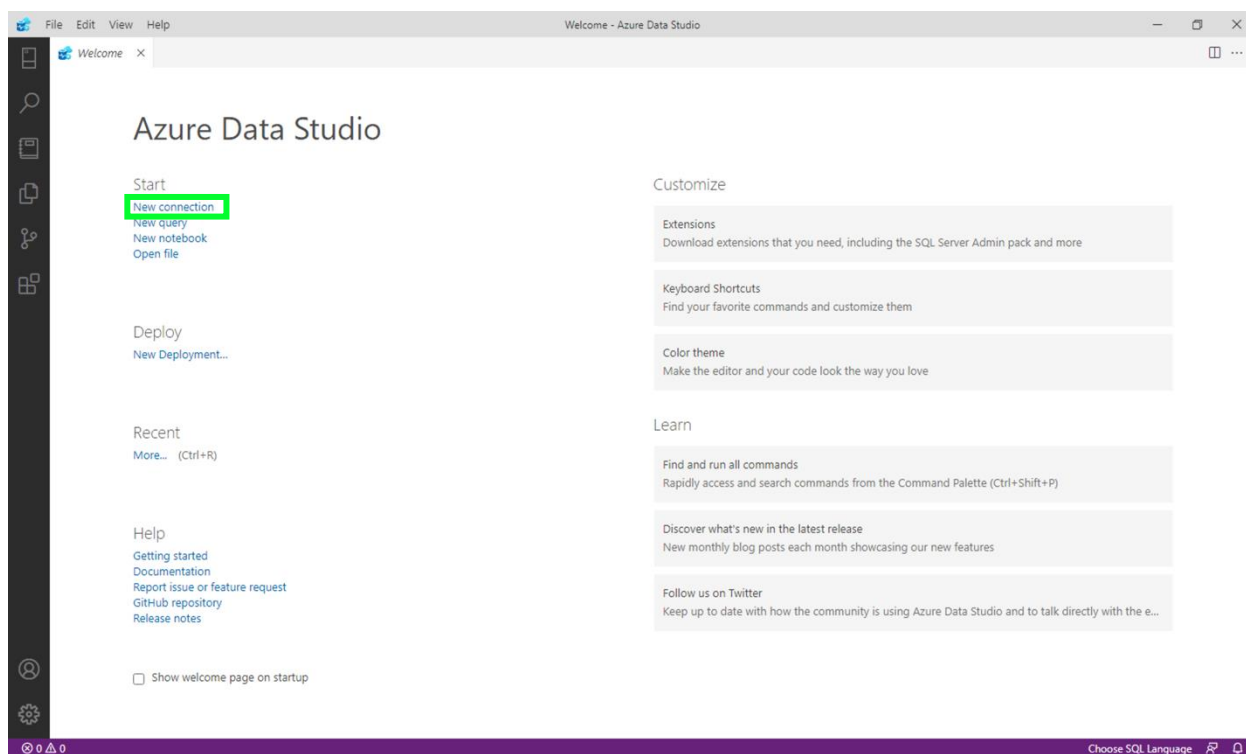 File Edit View Help
Welcome - Azure Data Studio
Welcome
Azure Data Studio
Start
New connection
New query
New notebook
Open file
Deploy
New Deployment...
Recent
More... (Ctrl+R)
Help
Getting started
Documentation
Report issue or feature request
GitHub repository
Release notes
Show welcome page on startup
Customize
Extensions
Download extensions that you need, including the SQL Server Admin pack and more
Keyboard Shortcuts
Find your favorite commands and customize them
Color theme
Make the editor and your code look the way you love
Learn
Find and run all commands
Rapidly access and search commands from the Command Palette (Ctrl+Shift+P)
Discover what's new in the latest release
New monthly blog posts each month showcasing our new features
Follow us on Twitter
Keep up to date with how the community is using Azure Data Studio and to talk directly with the e...
0 0
Choose SQL Language